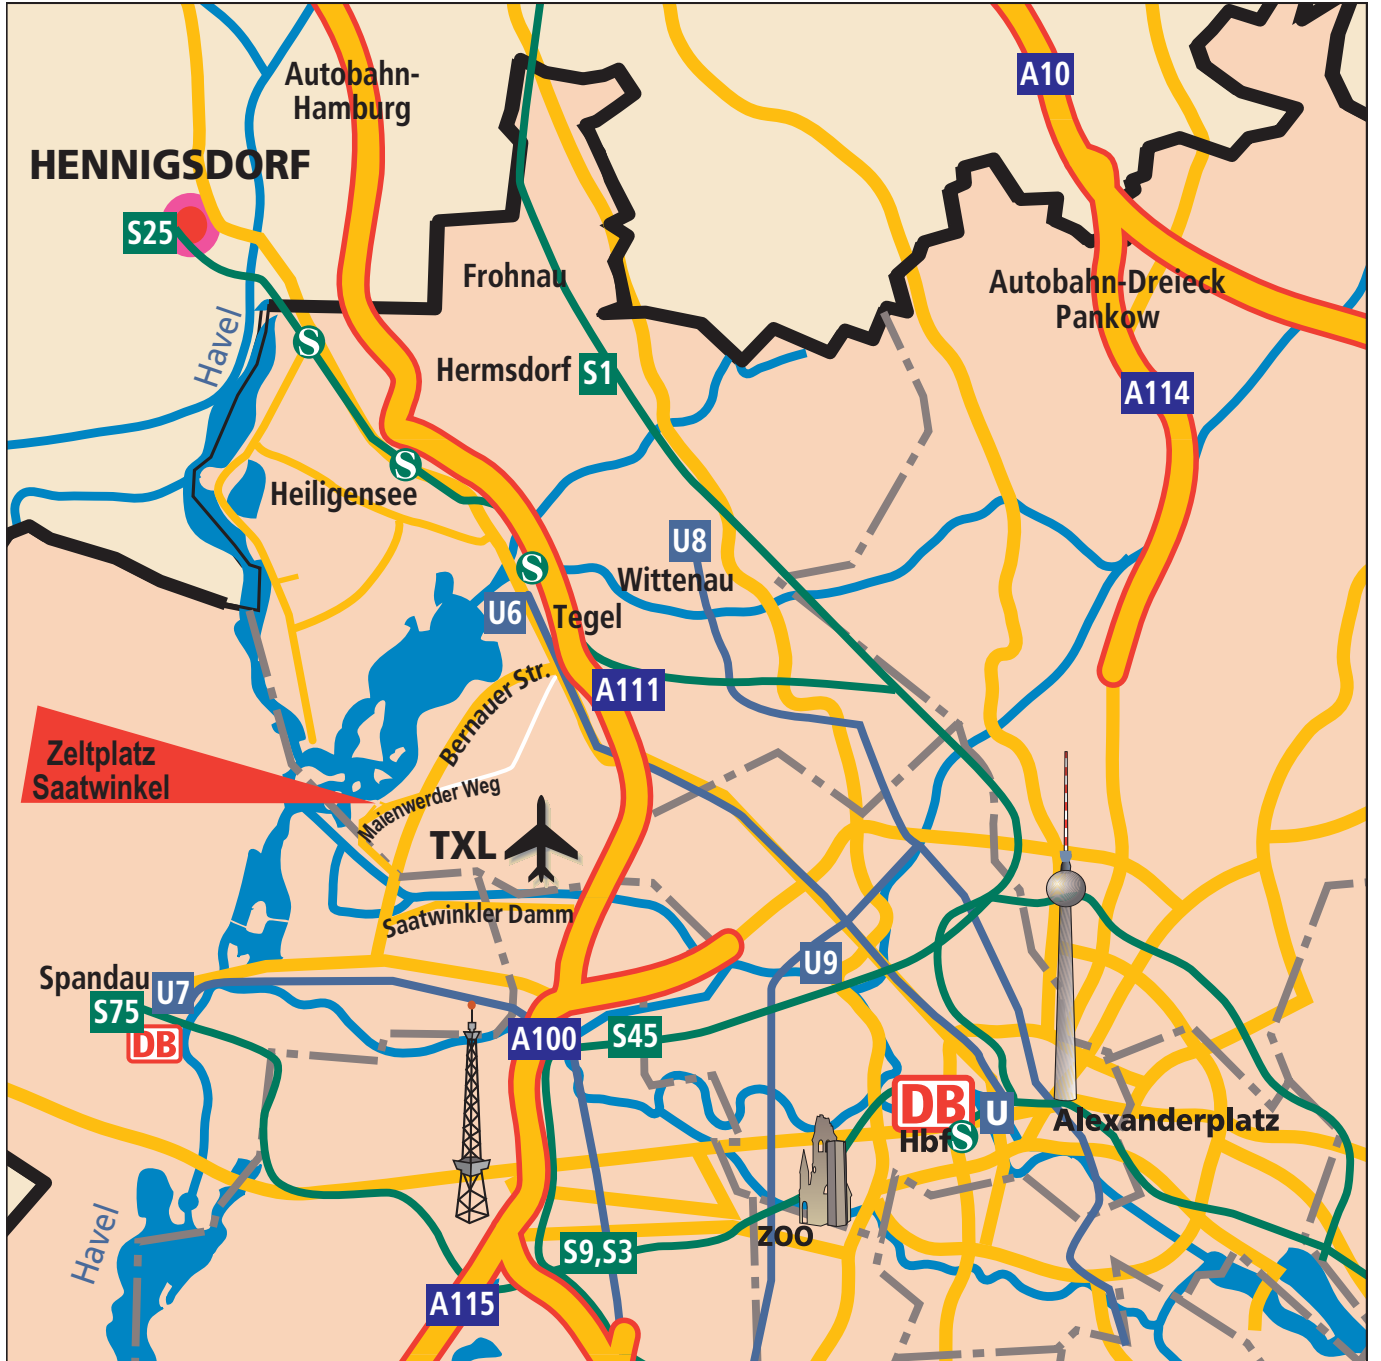 Autobahn-
Hamburg
A10
HENNIGSDORF
S25
Frohnau
Autobahn-Dreieck
Pankow
Havel
S
Hermsdorf
S1
A114
S
Heiligensee
U8
Wittenau
S
U6
Tegel
A111
Bernauer Str.
Zeltplatz
Saatwinkel
Maienwerder Weg
TXL
Saatwinkler Damm
U9
Spandau
U7
S75
DB
A100
S45
DB
U
Hbf
S
Alexanderplatz
ZOO
Havel
S9,S3
A115